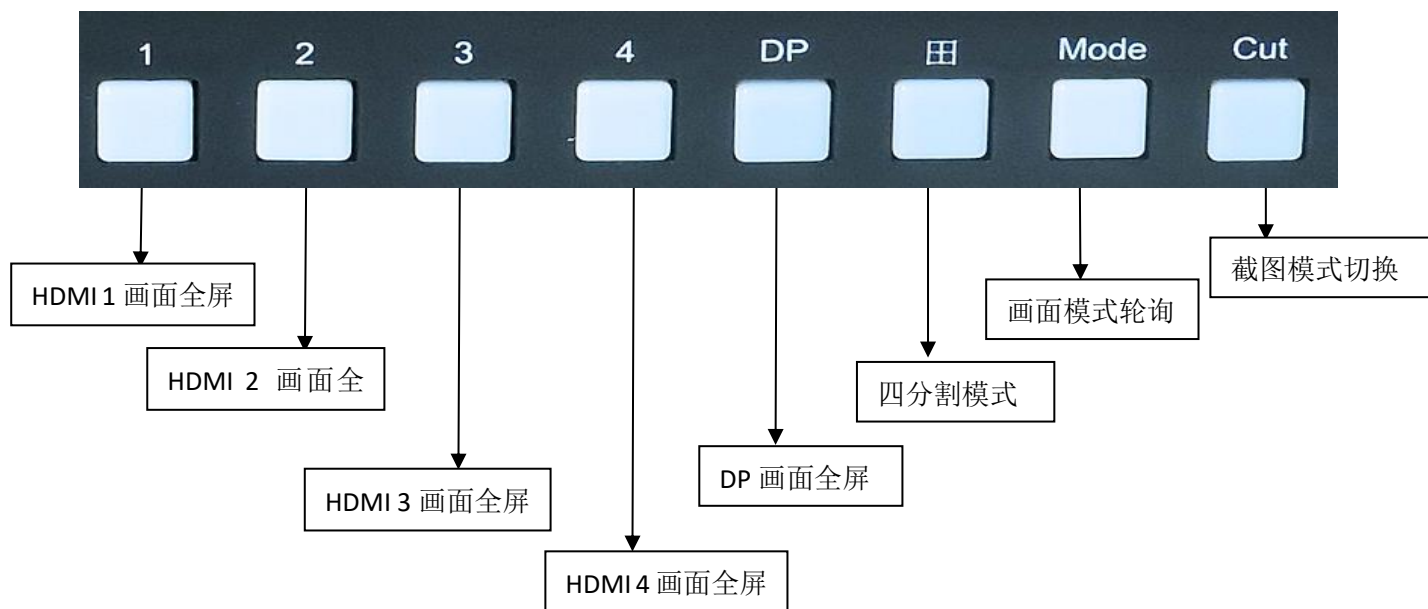 1 2 3 4 DP 田 Mode Cut
HDMI 1 画面全屏
HDMI 2 画面全
HDMI 3 画面全屏
HDMI 4 画面全屏
DP 画面全屏
四分割模式
画面模式轮询
截图模式切换